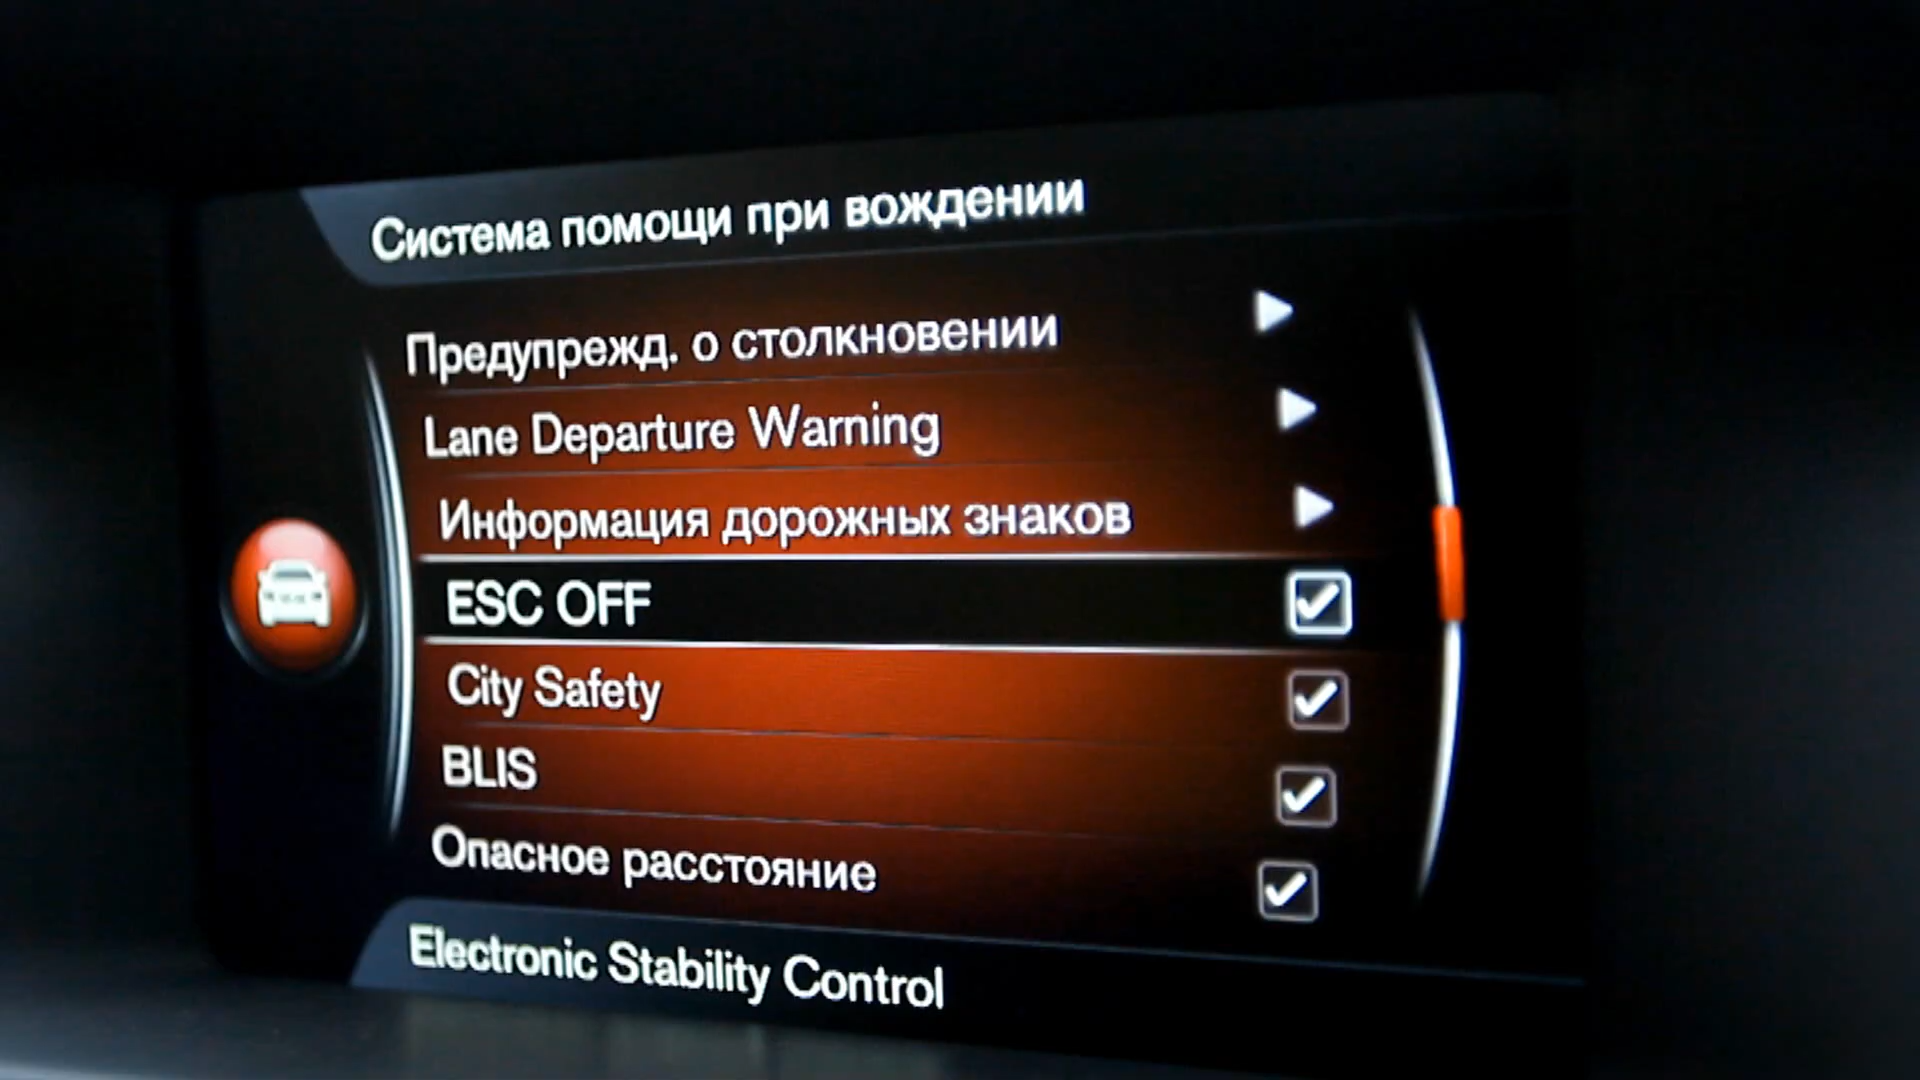 Система помощи при вождении
Предупрежд. о столкновении
Lane Departure Warning
Информация дорожных знаков
ESC OFF
City Safety
BLIS
Опасное расстояние
Electronic Stability Control